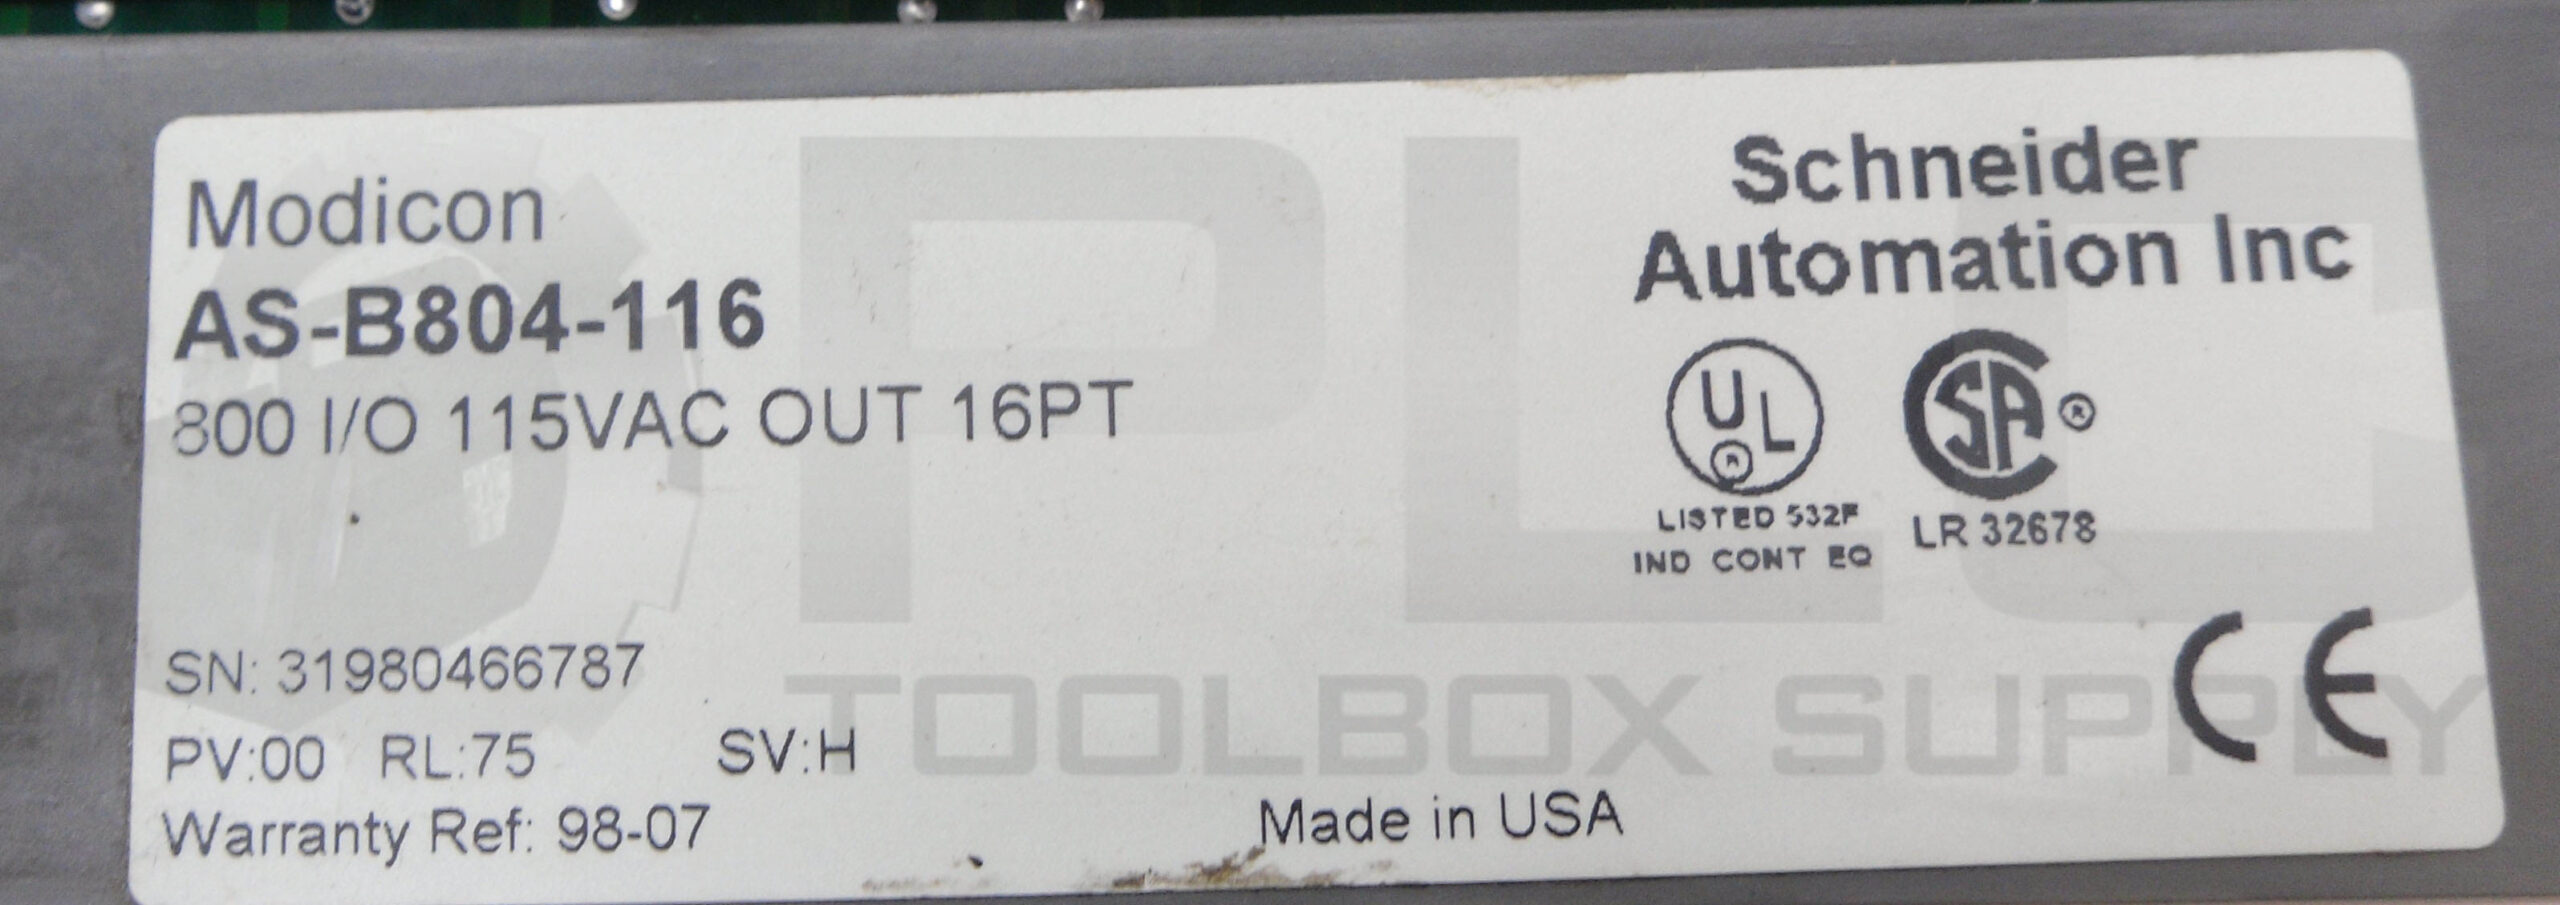 Modicon
AS-B804-116
800 I/O 115VAC OUT 16PT
SN: 31980466787
PV:00 RL:75 SV:H
Warranty Ref: 98-07
Made in USA
Schneider
Automation Inc
UL ®
LISTED 532F
IND CONT EQ
CSA ®
LR 32678
CE
PLC
TOOLBOX SUPPLY